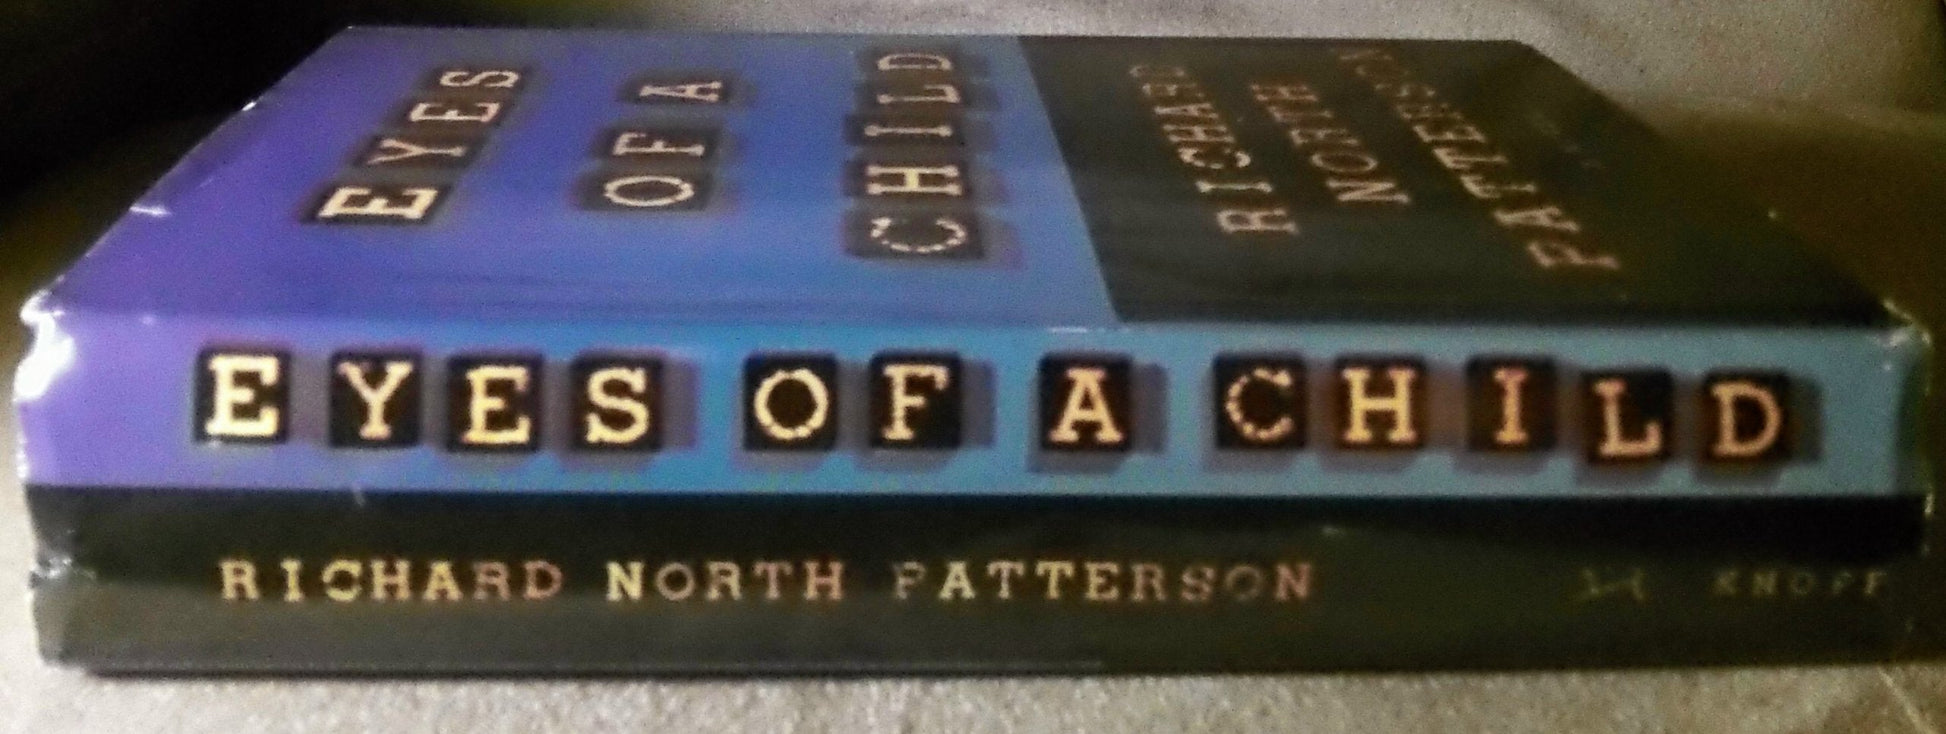 EYES
OF A
CHILD
RICHARD
NORTH
PATTERSON
EYES OF A CHILD
RICHARD NORTH PATTERSON KNOPF